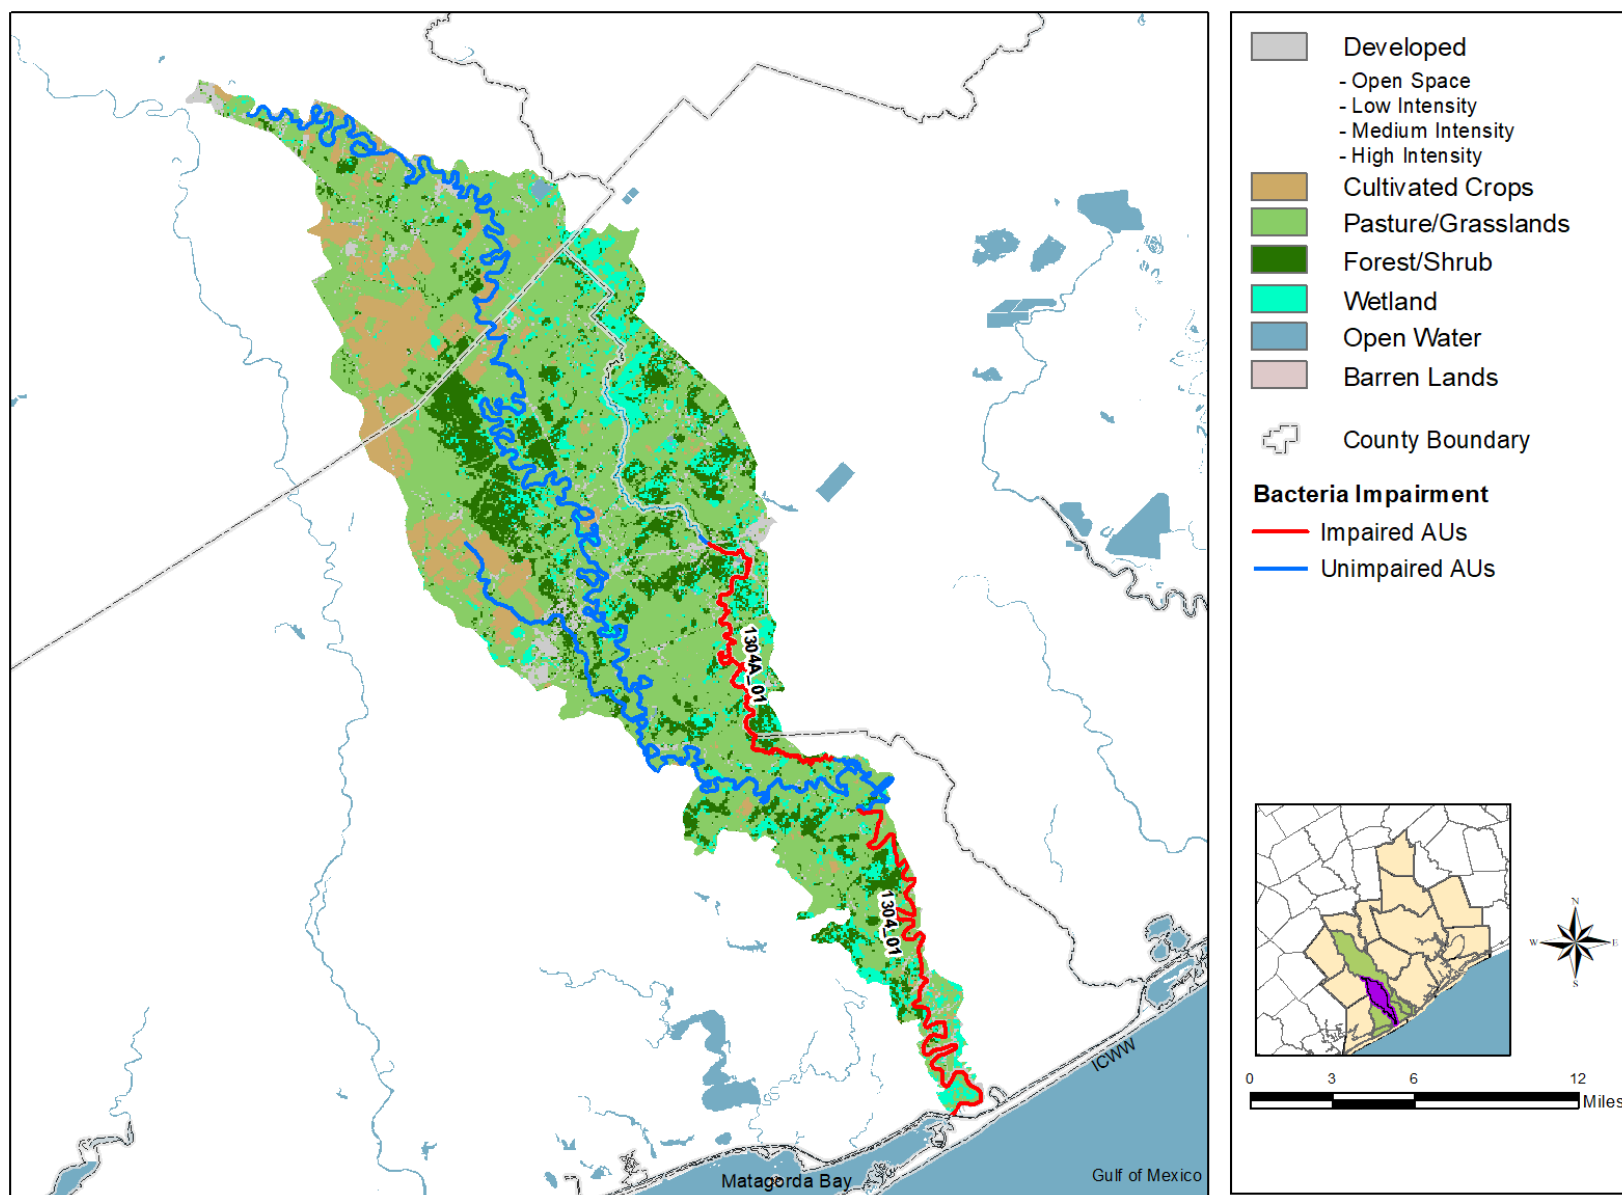 1304A_01
1304_01
ICWW
Matagorda Bay
Gulf of Mexico
Developed
- Open Space
- Low Intensity
- Medium Intensity
- High Intensity
Cultivated Crops
Pasture/Grasslands
Forest/Shrub
Wetland
Open Water
Barren Lands
County Boundary
Bacteria Impairment
Impaired AUs
Unimpaired AUs
N
W E
S
0 3 6 12
Miles